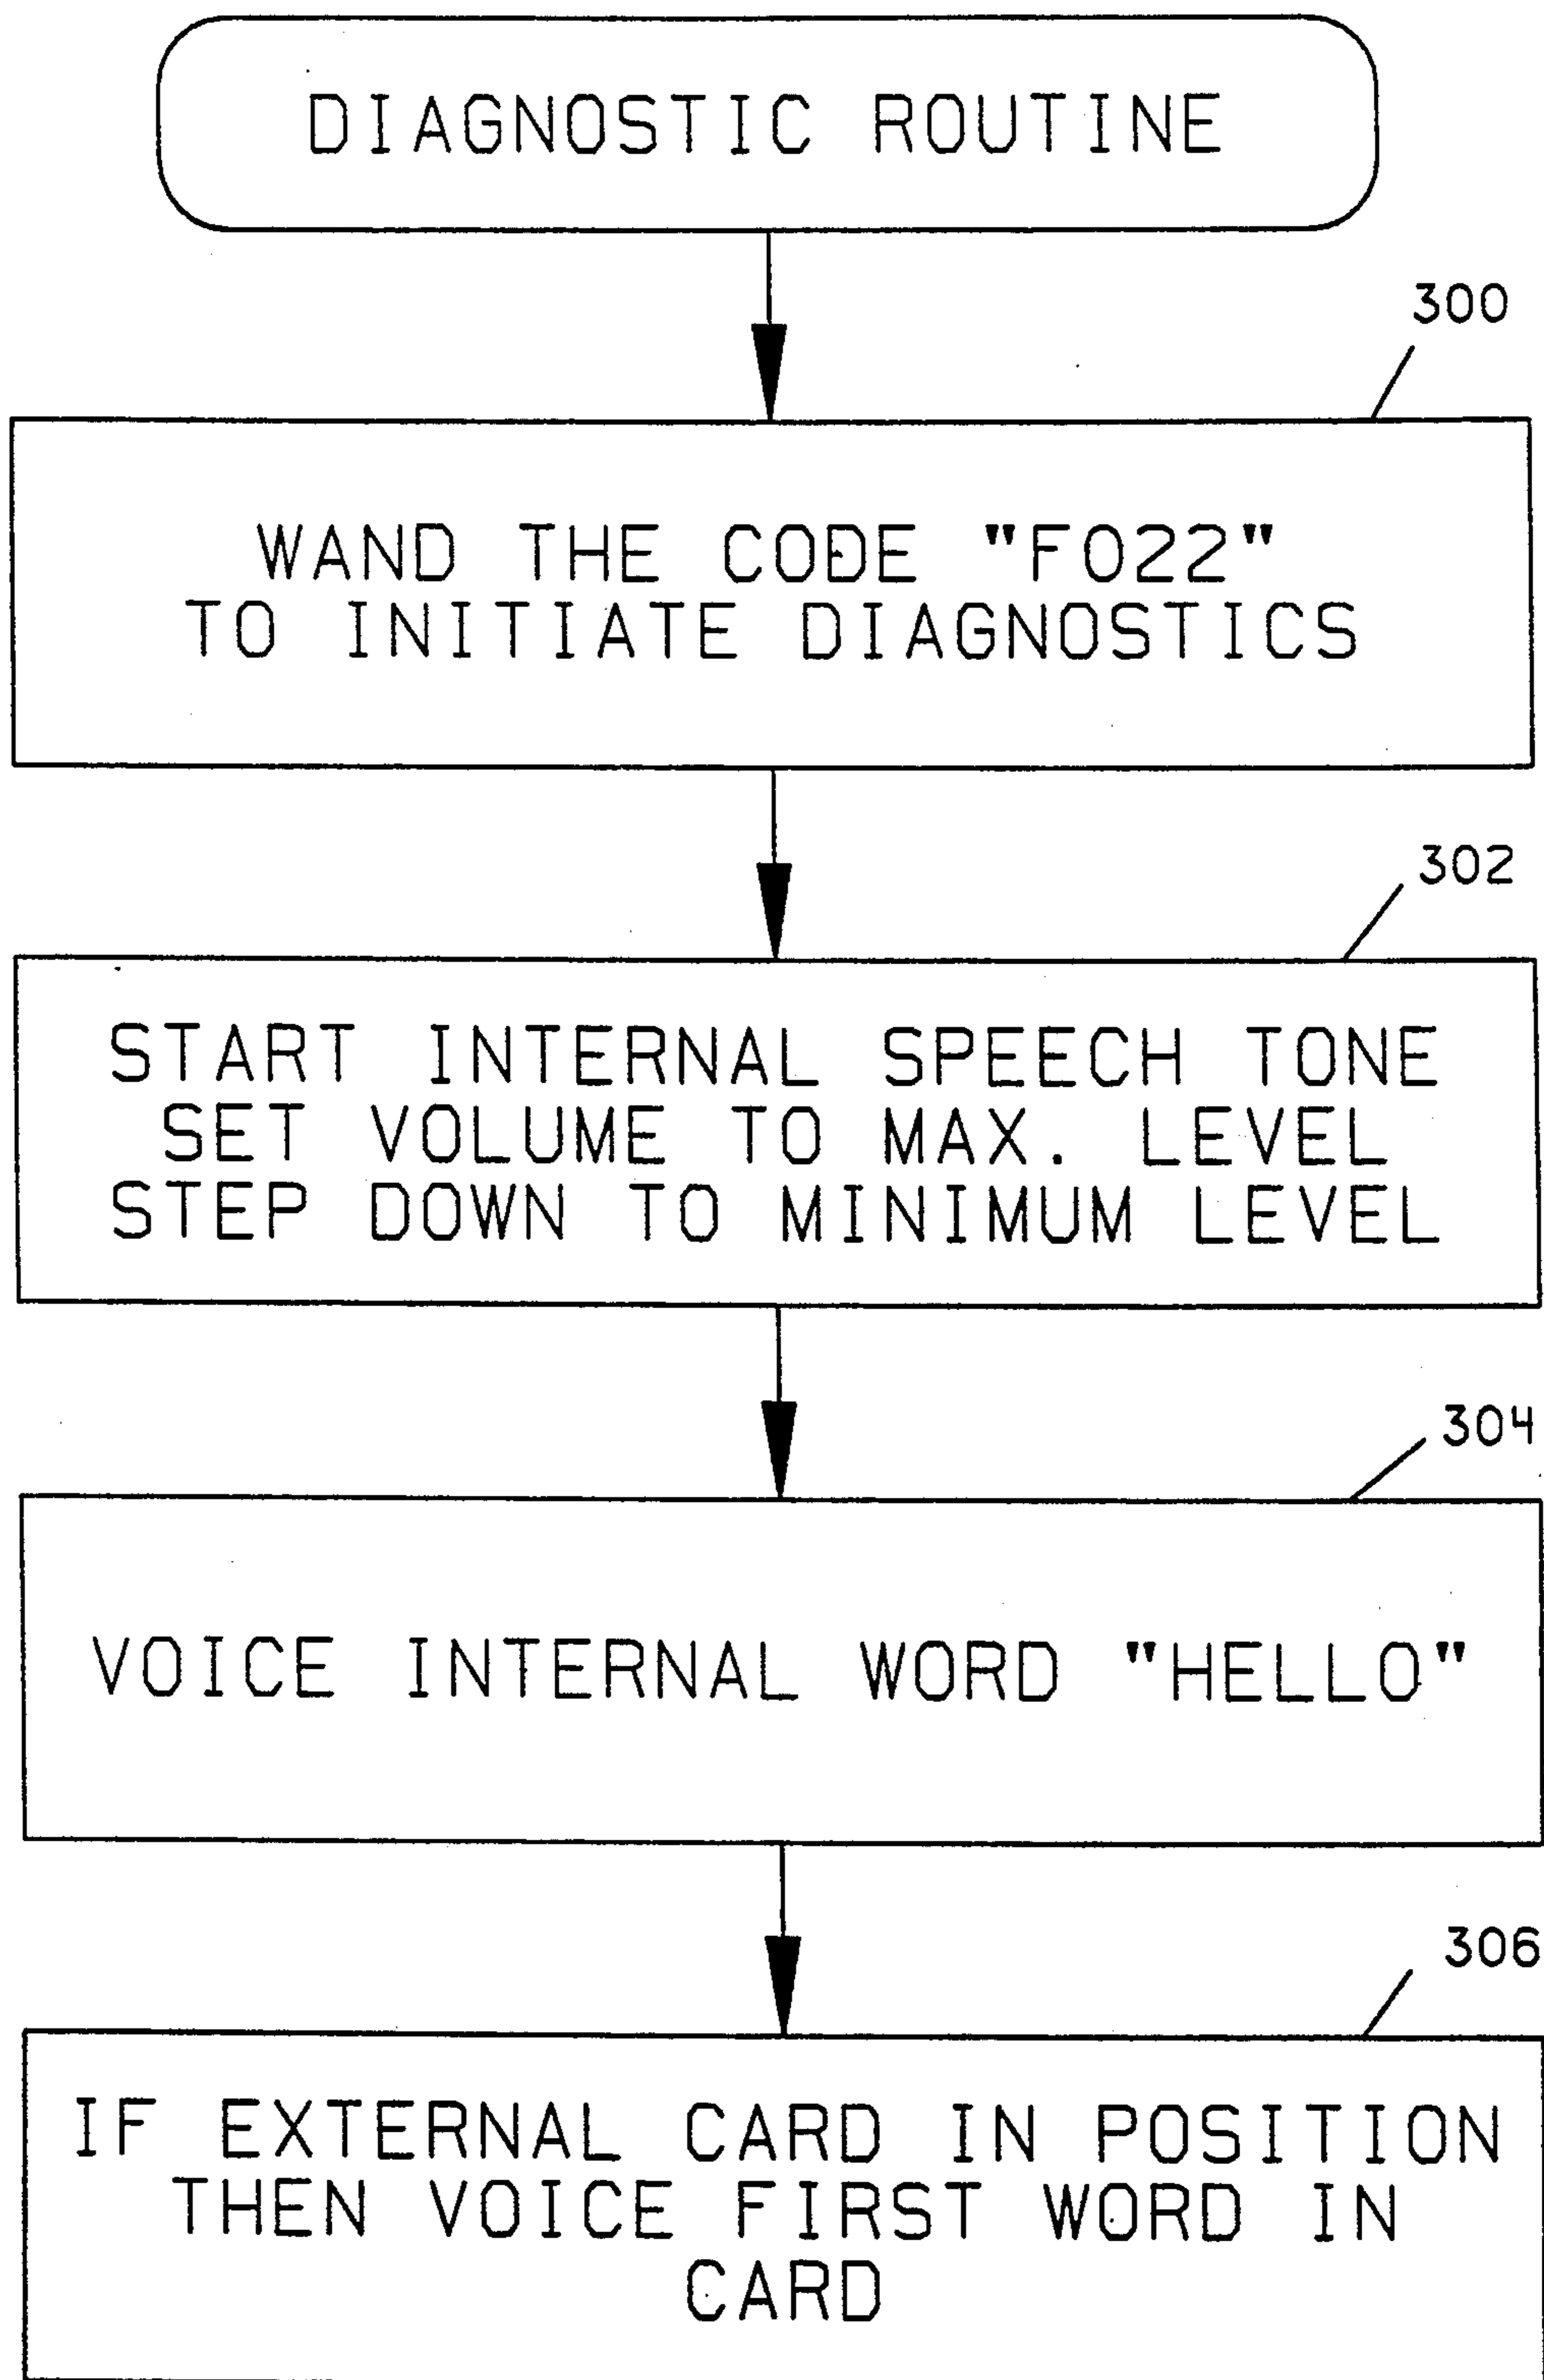 DIAGNOSTIC ROUTINE
300
WAND THE CODE "F022"
TO INITIATE DIAGNOSTICS
302
START INTERNAL SPEECH TONE
SET VOLUME TO MAX. LEVEL
STEP DOWN TO MINIMUM LEVEL
304
VOICE INTERNAL WORD "HELLO"
306
IF EXTERNAL CARD IN POSITION
THEN VOICE FIRST WORD IN
CARD